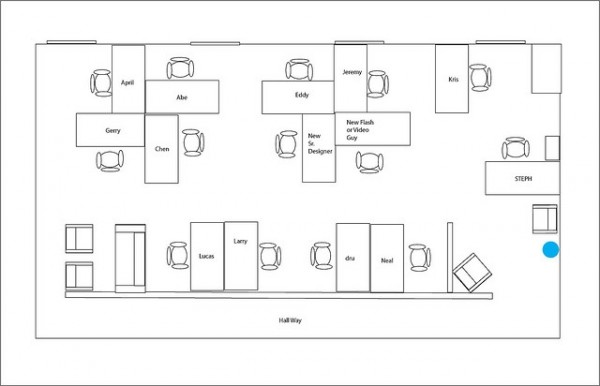 April
Abe
Eddy
Jeremy
Kris
Gerry
Chen
New
Sr.
Designer
New Flash
or Video
Guy
STEPH
Lucas
Larry
dru
Neal
Hall Way